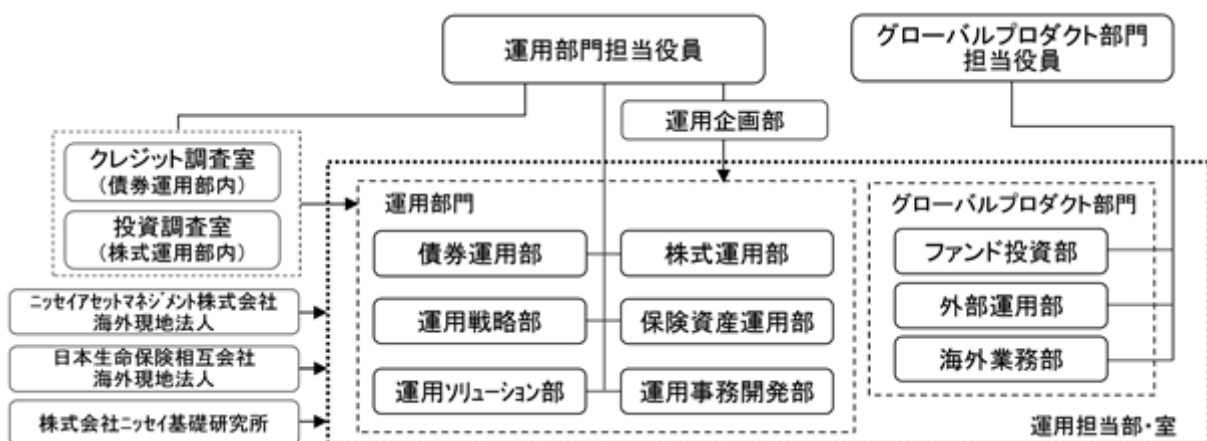 運用部門担当役員
グローバルプロダクト部門
担当役員
運用企画部
クレジット調査室
(債券運用部内)
投資調査室
(株式運用部内)
運用部門
債券運用部
株式運用部
運用戦略部
保険資産運用部
運用ソリューション部
運用事務開発部
グローバルプロダクト部門
ファンド投資部
外部運用部
海外業務部
ニッセイアセットマネジメント株式会社
海外現地法人
日本生命保険相互会社
海外現地法人
株式会社ニッセイ基礎研究所
運用担当部・室